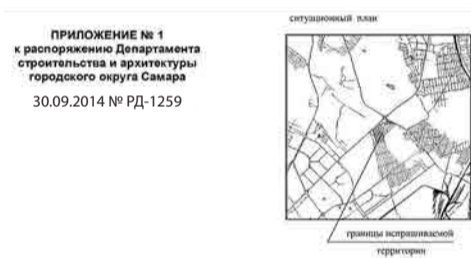 ПРИЛОЖЕНИЕ № 1
к распоряжению Департамента
строительства и архитектуры
городского округа Самара
30.09.2014 № РД-1259
ситуационный план
границы испрашиваемой
территории